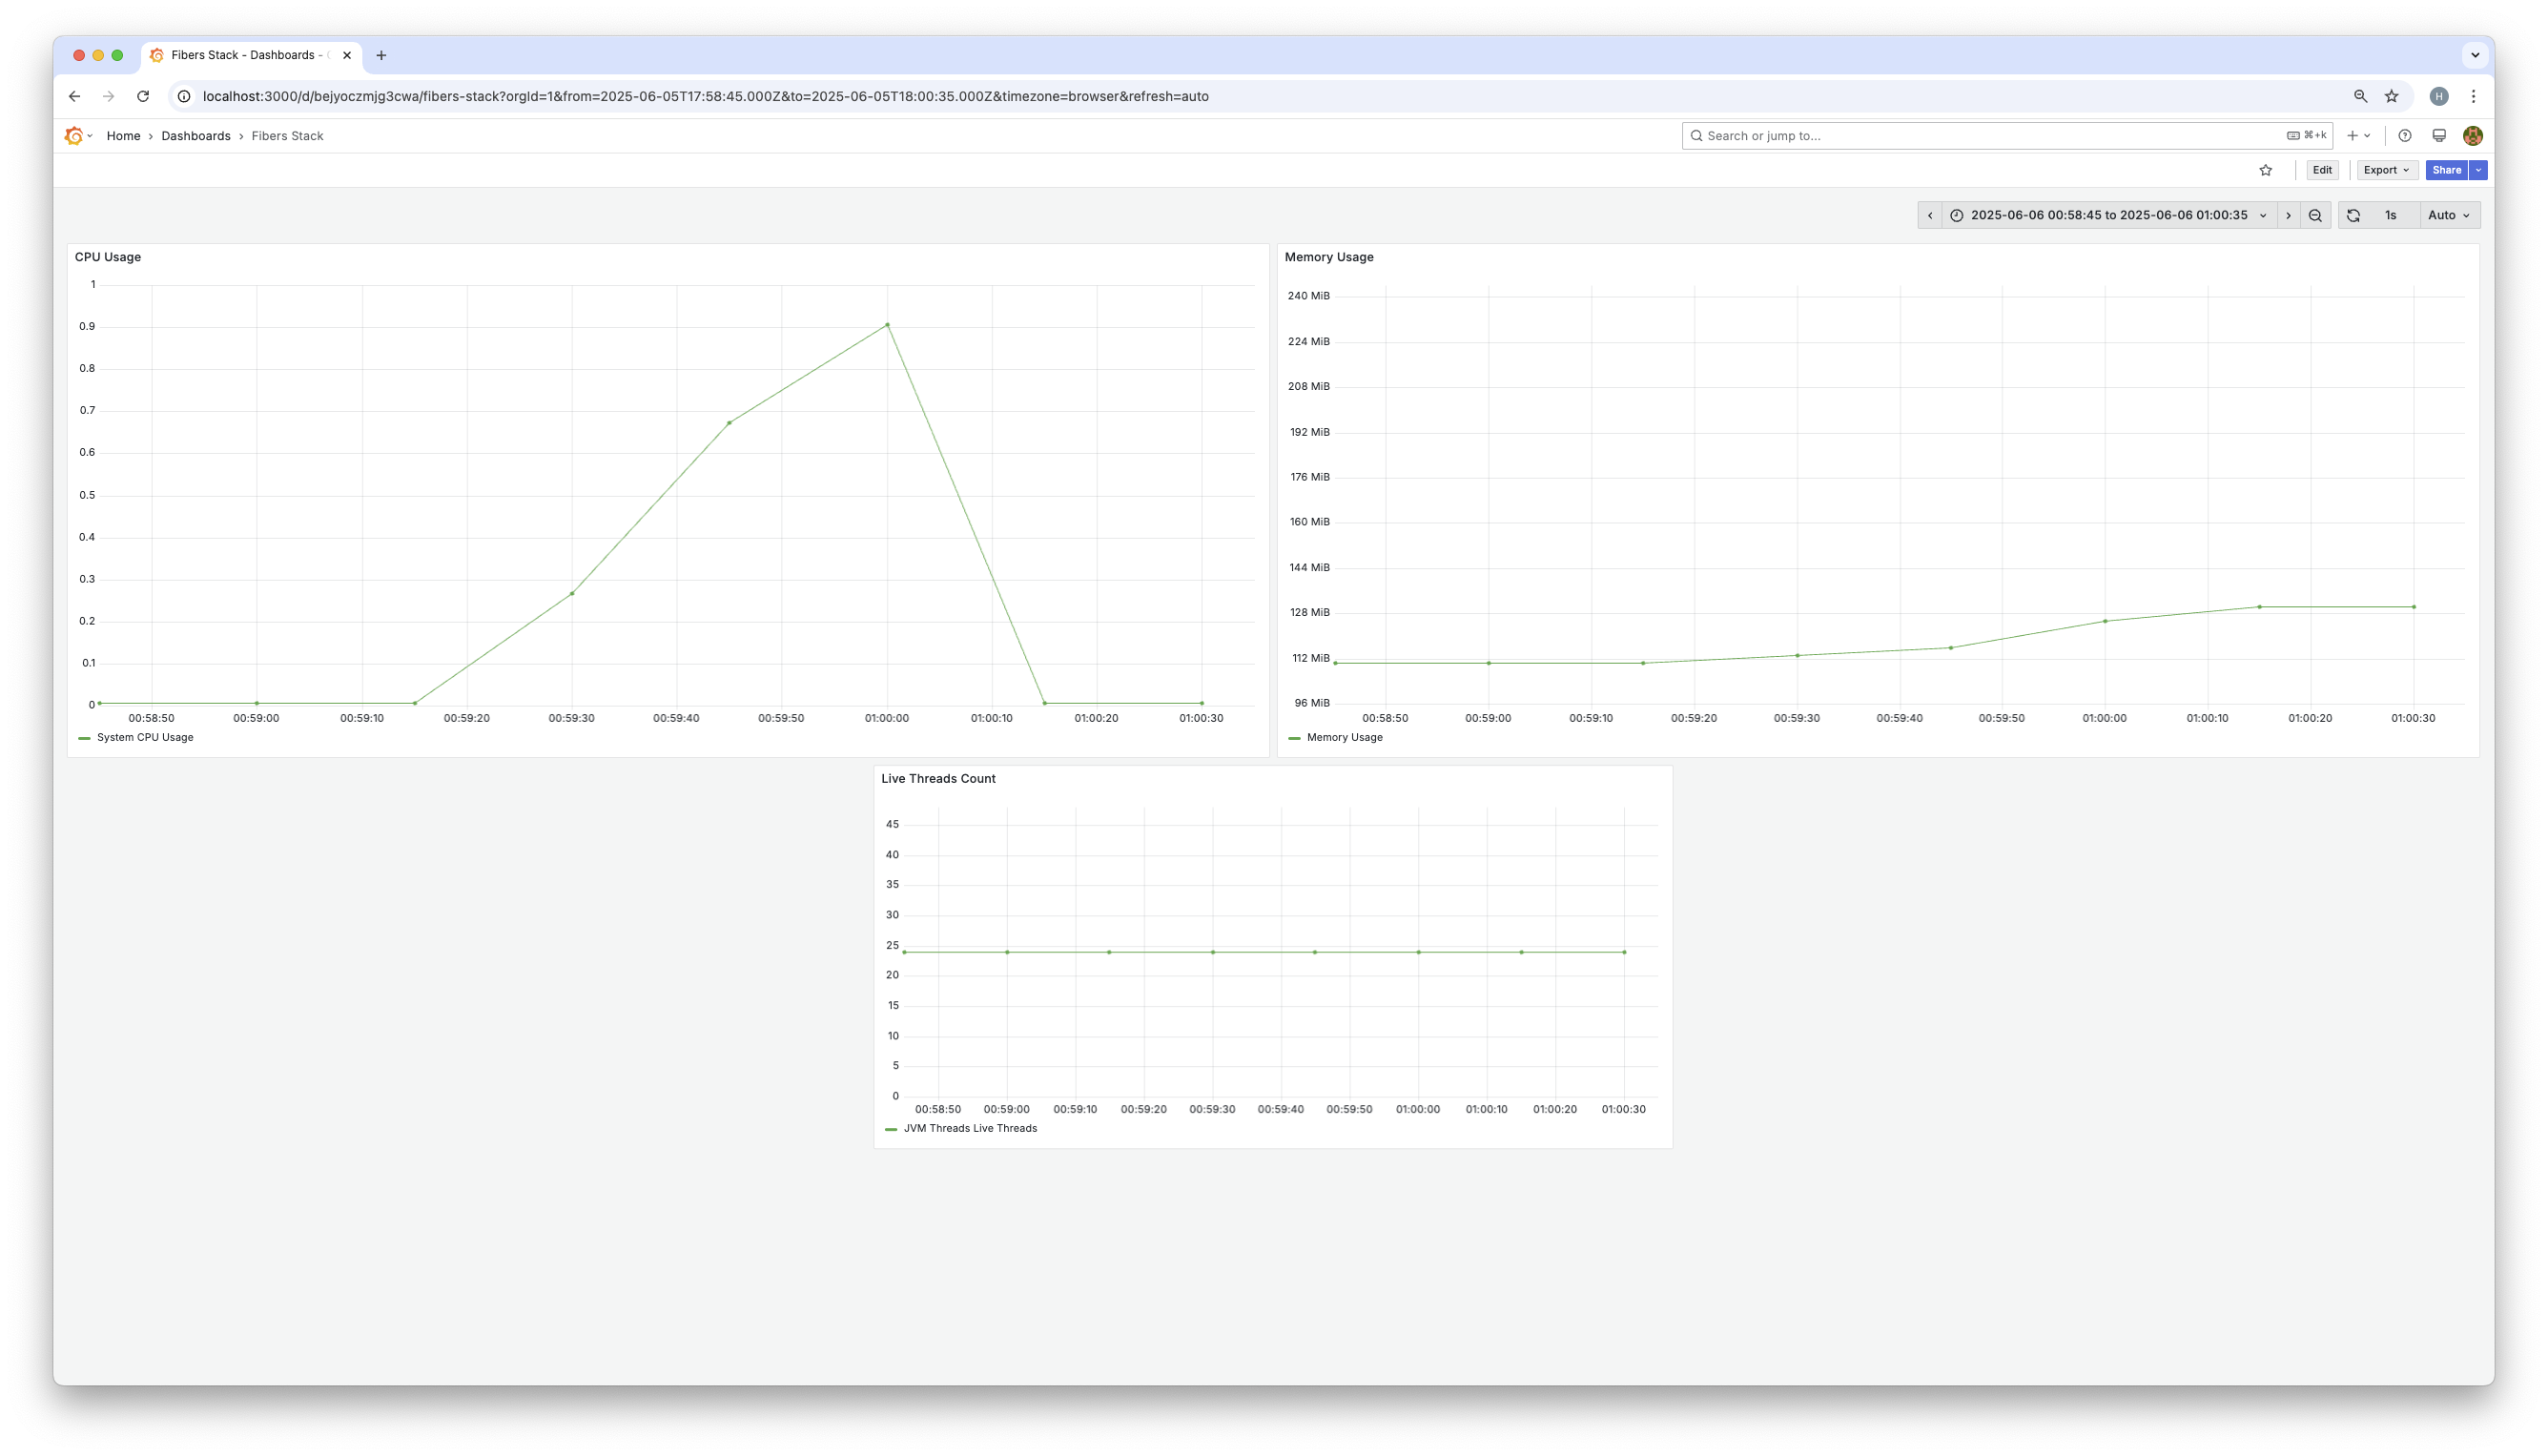 Fibers Stack - Dashboards -
localhost:3000/d/bejyoczmjg3cwa/fibers-stack?orgId=1&from=2025-06-05T17:58:45.000Z&to=2025-06-05T18:00:35.000Z&timezone=browser&refresh=auto
H
Home › Dashboards › Fibers Stack
Search or jump to...
⌘+k
Edit
Export
Share
2025-06-06 00:58:45 to 2025-06-06 01:00:35
1s
Auto
CPU Usage
1
0.9
0.8
0.7
0.6
0.5
0.4
0.3
0.2
0.1
0
00:58:50 00:59:00 00:59:10 00:59:20 00:59:30 00:59:40 00:59:50 01:00:00 01:00:10 01:00:20 01:00:30
System CPU Usage
Memory Usage
240 MiB
224 MiB
208 MiB
192 MiB
176 MiB
160 MiB
144 MiB
128 MiB
112 MiB
96 MiB
00:58:50 00:59:00 00:59:10 00:59:20 00:59:30 00:59:40 00:59:50 01:00:00 01:00:10 01:00:20 01:00:30
Memory Usage
Live Threads Count
45
40
35
30
25
20
15
10
5
0
00:58:50 00:59:00 00:59:10 00:59:20 00:59:30 00:59:40 00:59:50 01:00:00 01:00:10 01:00:20 01:00:30
JVM Threads Live Threads